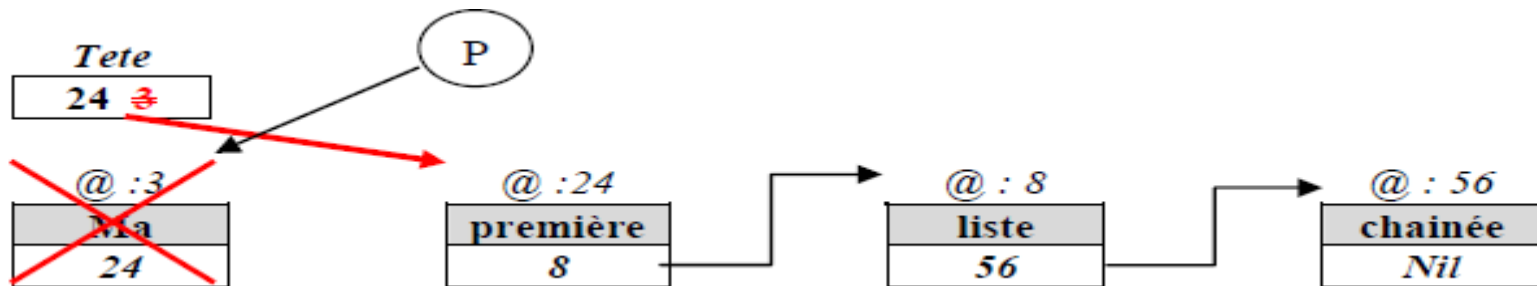 P
Tete
24 3
@ :3
Ma
24
@ :24
première
8
@ : 8
liste
56
@ : 56
chainée
Nil